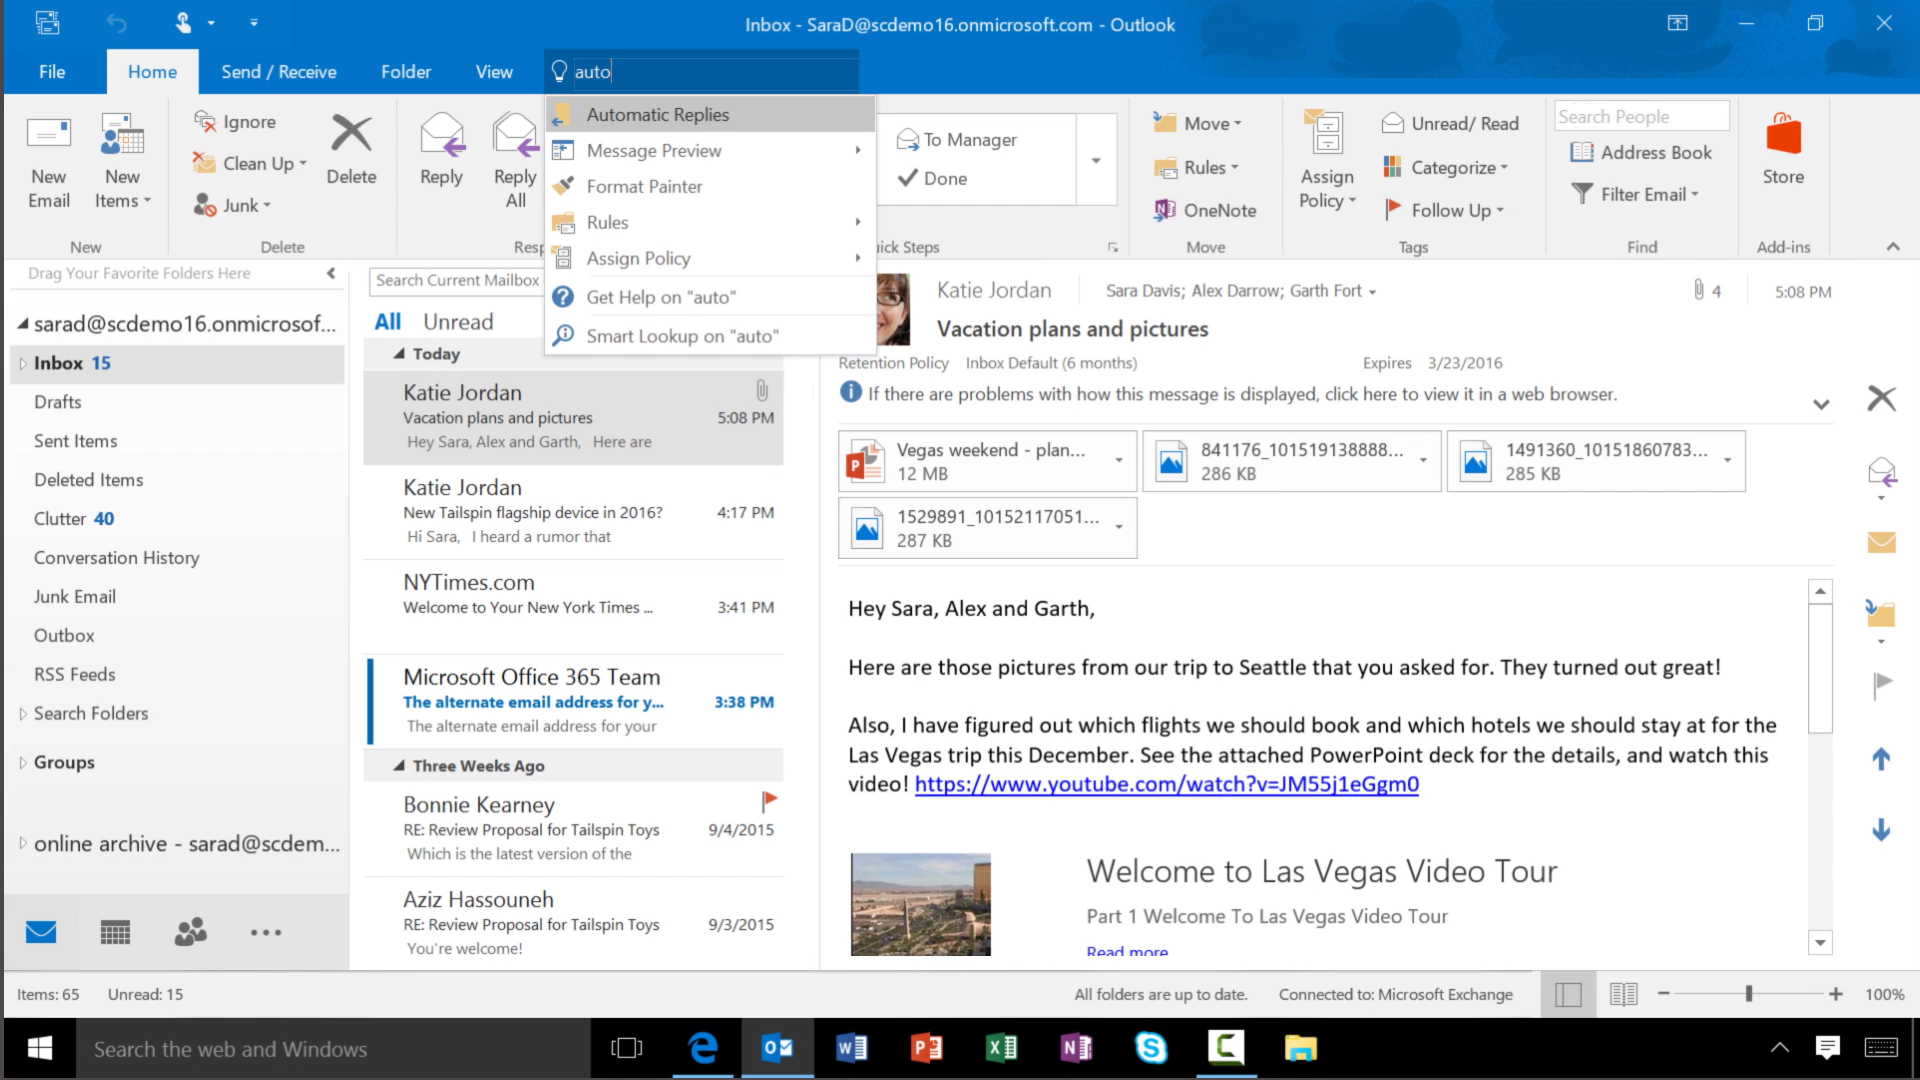 Inbox - SaraD@scdemo16.onmicrosoft.com - Outlook
File
Home
Send / Receive
Folder
View
auto
Automatic Replies
Message Preview
Format Painter
Rules
Assign Policy
Get Help on "auto"
Smart Lookup on "auto"
New
Email
New
Items
New
Ignore
Clean Up
Junk
Delete
Delete
Reply
Reply
All
Resp
To Manager
Done
ick Steps
Move
Rules
OneNote
Move
Assign
Policy
Unread/ Read
Categorize
Follow Up
Tags
Search People
Address Book
Filter Email
Find
Store
Add-ins
Drag Your Favorite Folders Here
sarad@scdemo16.onmicrosof...
Inbox 15
Drafts
Sent Items
Deleted Items
Clutter 40
Conversation History
Junk Email
Outbox
RSS Feeds
Search Folders
Groups
online archive - sarad@scdem...
Search Current Mailbox
All Unread
Today
Katie Jordan
Vacation plans and pictures 5:08 PM
Hey Sara, Alex and Garth, Here are
Katie Jordan
New Tailspin flagship device in 2016? 4:17 PM
Hi Sara, I heard a rumor that
NYTimes.com
Welcome to Your New York Times ... 3:41 PM
Microsoft Office 365 Team
The alternate email address for y... 3:38 PM
The alternate email address for your
Three Weeks Ago
Bonnie Kearney
RE: Review Proposal for Tailspin Toys 9/4/2015
Which is the latest version of the
Aziz Hassouneh
RE: Review Proposal for Tailspin Toys 9/3/2015
You're welcome!
Katie Jordan Sara Davis; Alex Darrow; Garth Fort 4 5:08 PM
Vacation plans and pictures
Retention Policy Inbox Default (6 months) Expires 3/23/2016
If there are problems with how this message is displayed, click here to view it in a web browser.
Vegas weekend - plan...
12 MB
841176_101519138888...
286 KB
1491360_10151860783...
285 KB
1529891_10152117051...
287 KB
Hey Sara, Alex and Garth,
Here are those pictures from our trip to Seattle that you asked for. They turned out great!
Also, I have figured out which flights we should book and which hotels we should stay at for the
Las Vegas trip this December. See the attached PowerPoint deck for the details, and watch this
video! https://www.youtube.com/watch?v=JM55j1eGgm0
Welcome to Las Vegas Video Tour
Part 1 Welcome To Las Vegas Video Tour
Read more
Items: 65 Unread: 15 All folders are up to date. Connected to: Microsoft Exchange 100%
Search the web and Windows